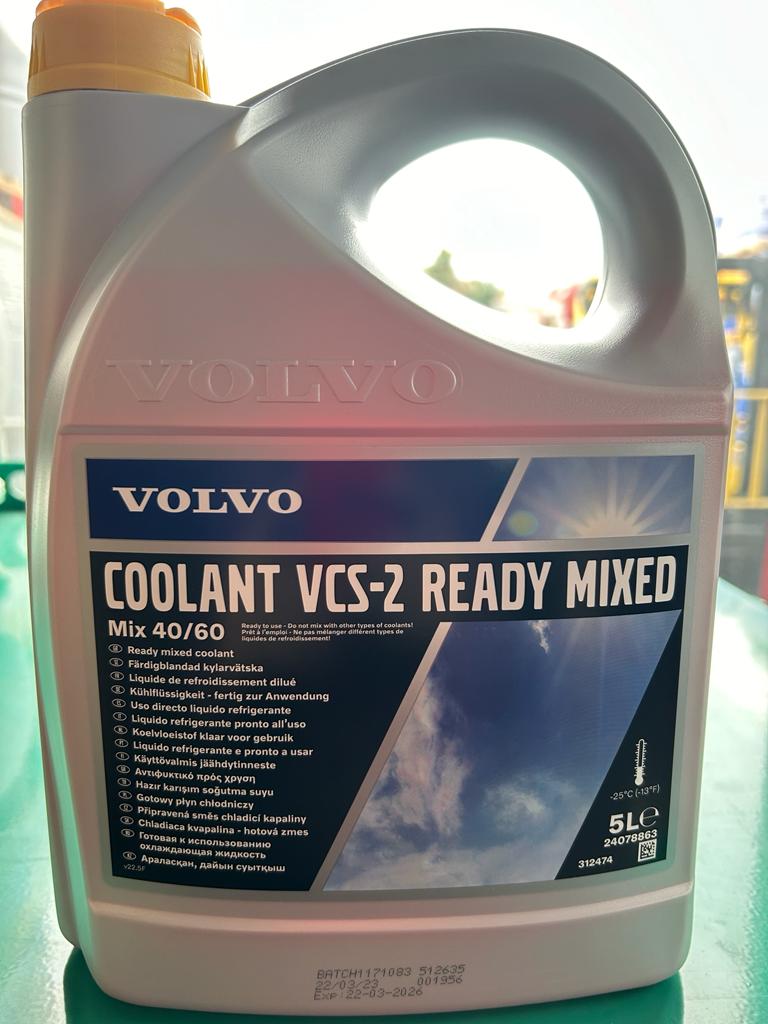 VOLVO
VOLVO
COOLANT VCS-2 READY MIXED
Mix 40/60
Ready to use - Do not mix with other types of coolants!
Prêt à l'emploi - Ne pas mélanger différent types de
liquides de refroidissement!
Ready mixed coolant
Färdigblandad kylarvätska
Liquide de refroidissement dilué
Kühlflüssigkeit - fertig zur Anwendung
Uso directo liquido refrigerante
Liquido refrigerante pronto all'uso
Koelvloeistof klaar voor gebruik
Liquido refrigerante e pronto a usar
Käyttövalmis jäähdytinneste
Αντιψυκτικό πρός χρυση
Hazır karışım soğutma suyu
Gotowy płyn chłodniczy
Připravená směs chladicí kapaliny
Chladiaca kvapalina - hotová zmes
Готовая к использованию
охлаждающая жидкость
Араласқан, дайын суытқыш
v22.5F
-25°C (-13°F)
5L℮
24078863
312474
BATCH1171083 512635
22/03/23 001956
Exp:22-03-2026